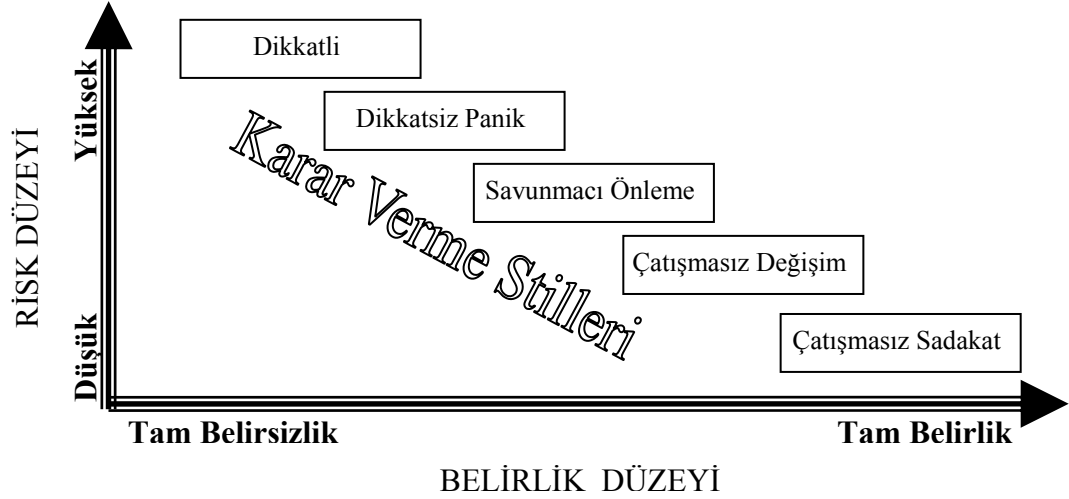 RİSK DÜZEYİ
Yüksek
Düşük
Dikkatli
Dikkatsiz Panik
Savunmacı Önleme
Çatışmasız Değişim
Çatışmasız Sadakat
Karar Verme Stilleri
Tam Belirsizlik
Tam Belirlik
BELİRLİK DÜZEYİ